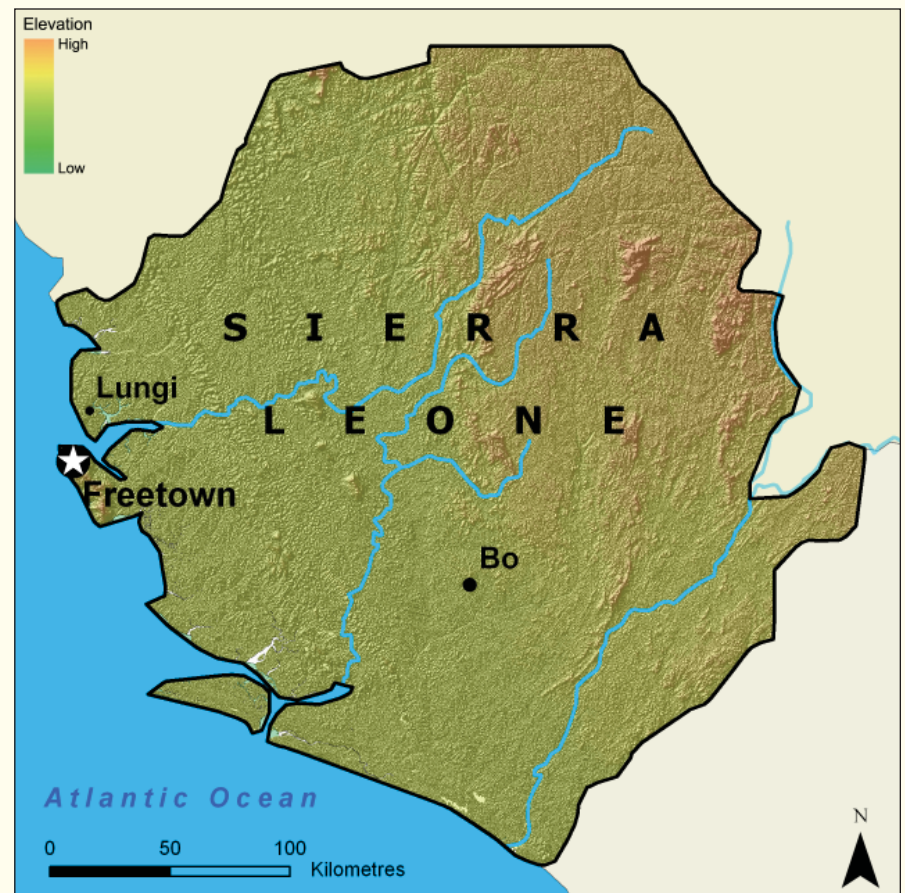 Elevation
High
Low
S I E R R A
Lungi
L E O N E
Freetown
Bo
Atlantic Ocean
N
0 50 100
Kilometres